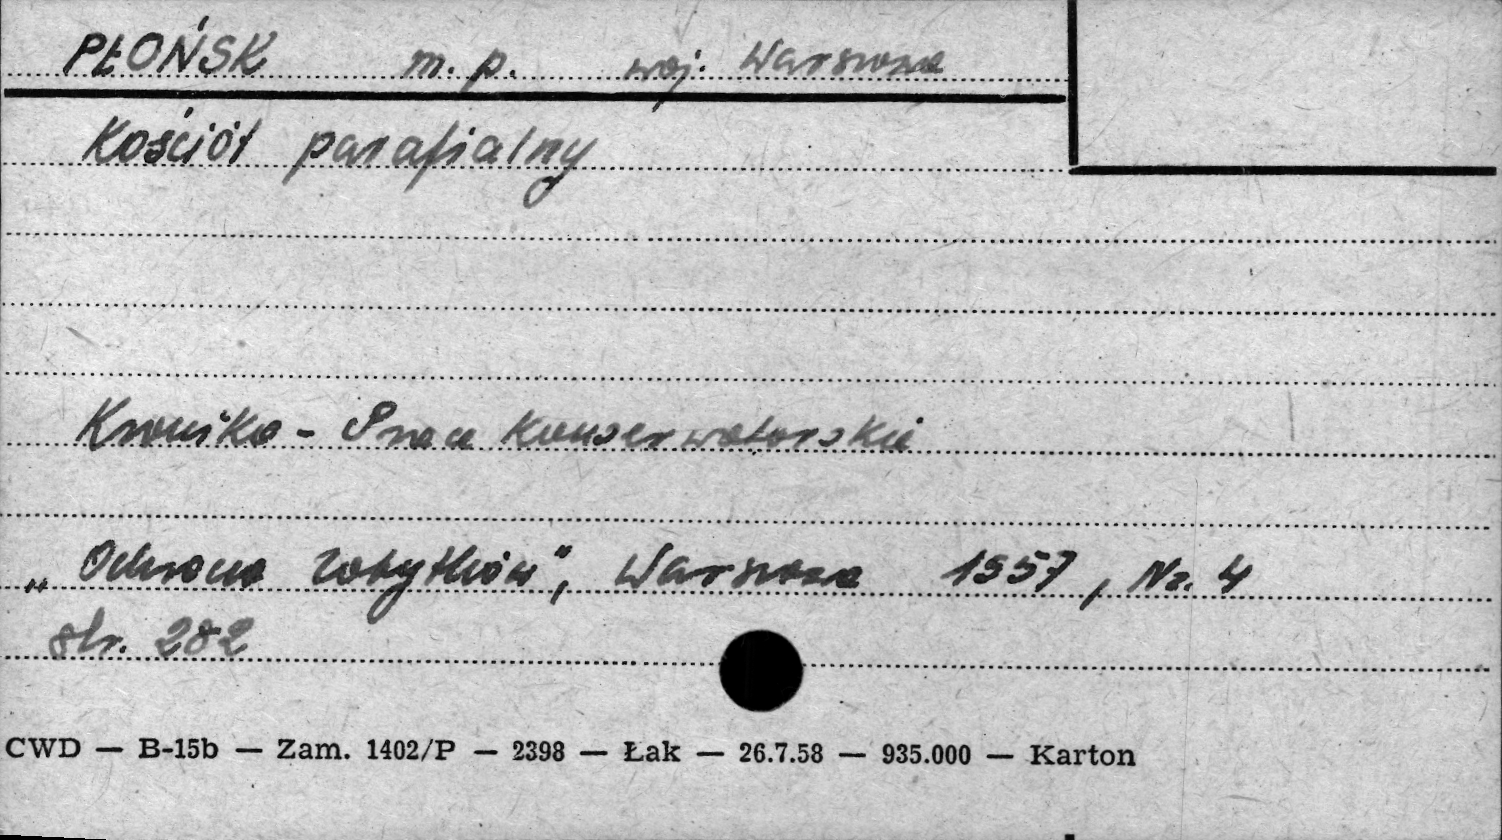 PŁOŃSK m. p. woj. Warszawa
Kościół parafialny
Kronika - Prace Konserwatorskie
„Ochrona Zabytków", Warszawa 1957, Nr. 4
str. 282
CWD — B-15b — Zam. 1402/P — 2398 — Łak — 26.7.58 — 935.000 — Karton